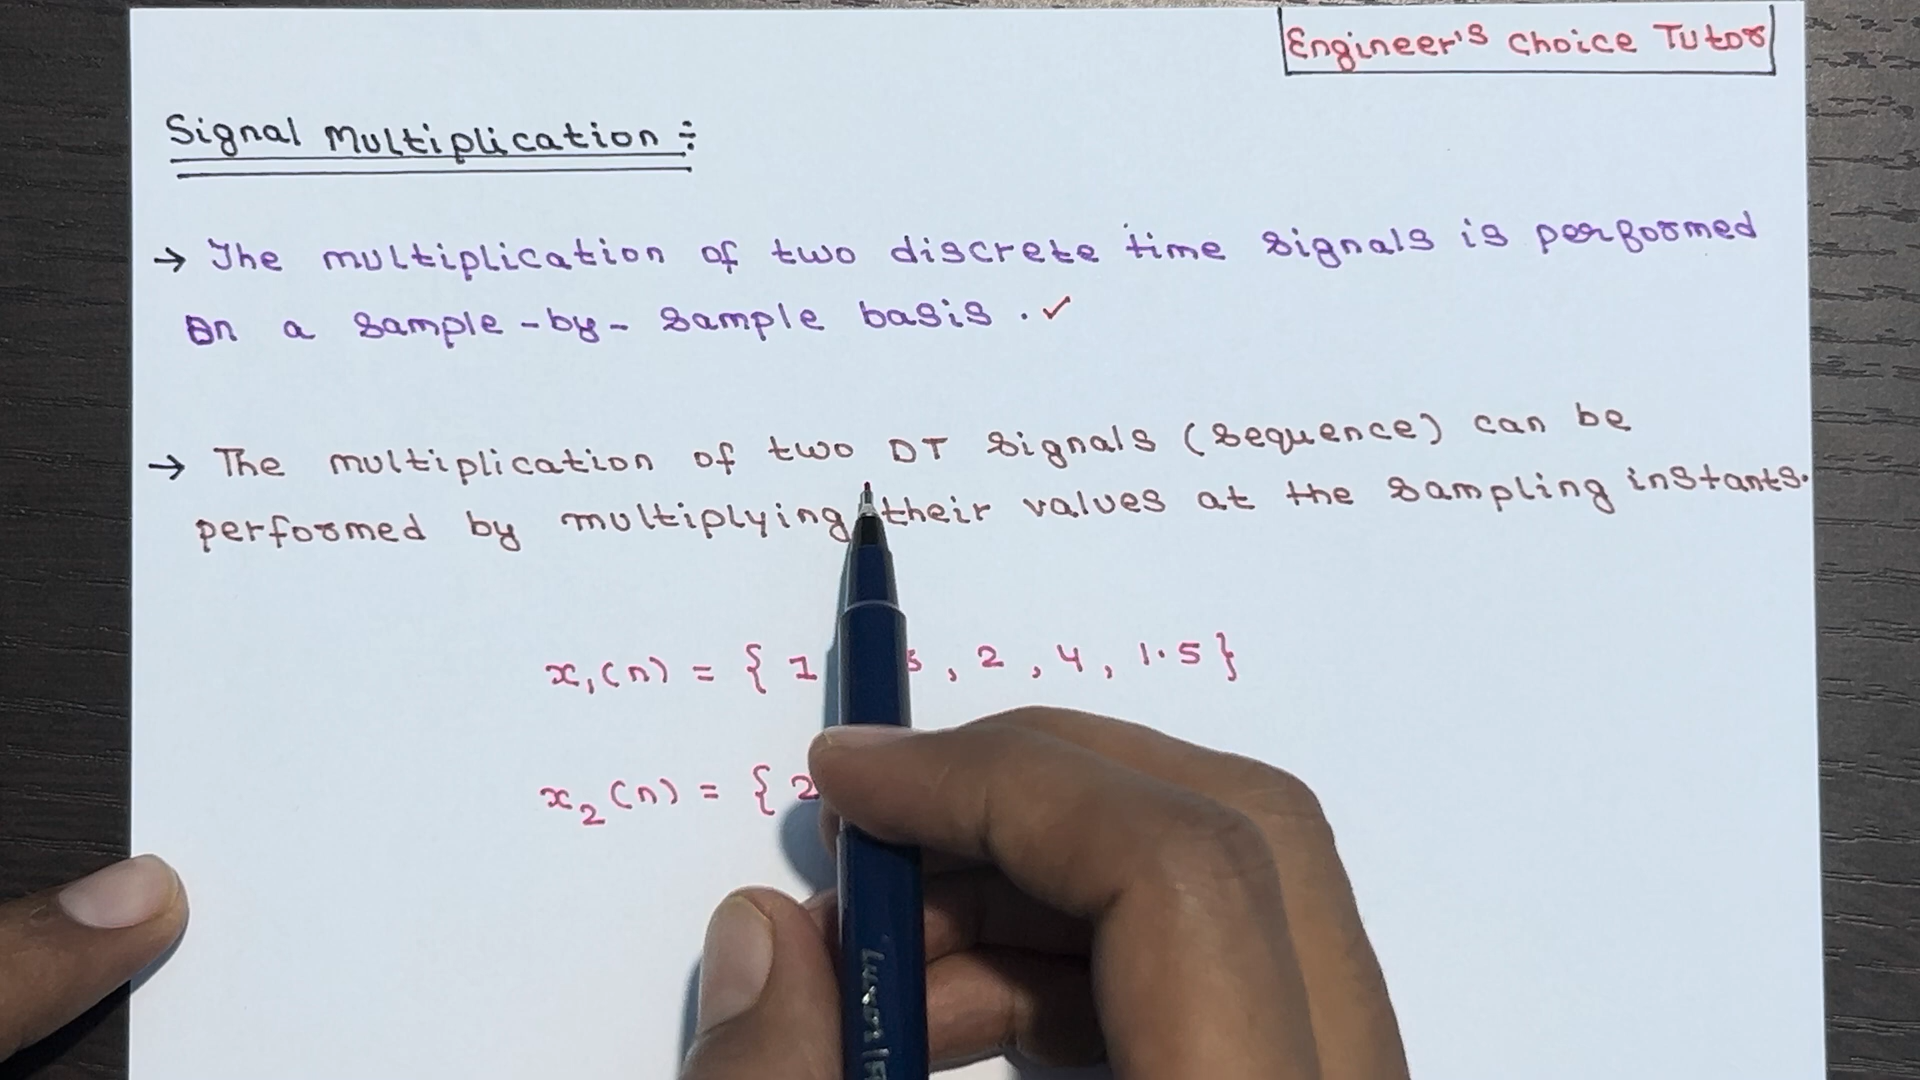 Engineer's Choice Tutor
Signal Multiplication :-
→ The multiplication of two discrete time signals is performed
on a sample-by-sample basis. ✓
→ The multiplication of two DT signals (sequence) can be
performed by multiplying their values at the sampling instants.
x₁(n) = { 1 , 2 , 4 , 1.5 }
x₂(n) = { 2